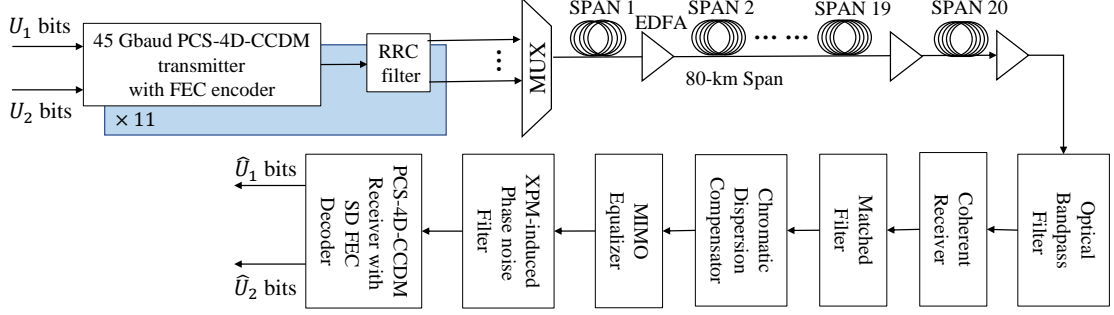 U₁ bits
U₂ bits
45 Gbaud PCS-4D-CCDM
transmitter
with FEC encoder
× 11
RRC
filter
...
MUX
SPAN 1
EDFA
SPAN 2
... ...
80-km Span
SPAN 19
SPAN 20
Optical
Bandpass
Filter
Coherent
Receiver
Matched
Filter
Chromatic
Dispersion
Compensator
MIMO
Equalizer
XPM-induced
Phase noise
Filter
PCS-4D-CCDM
Receiver with
SD FEC
Decoder
Û₁ bits
Û₂ bits